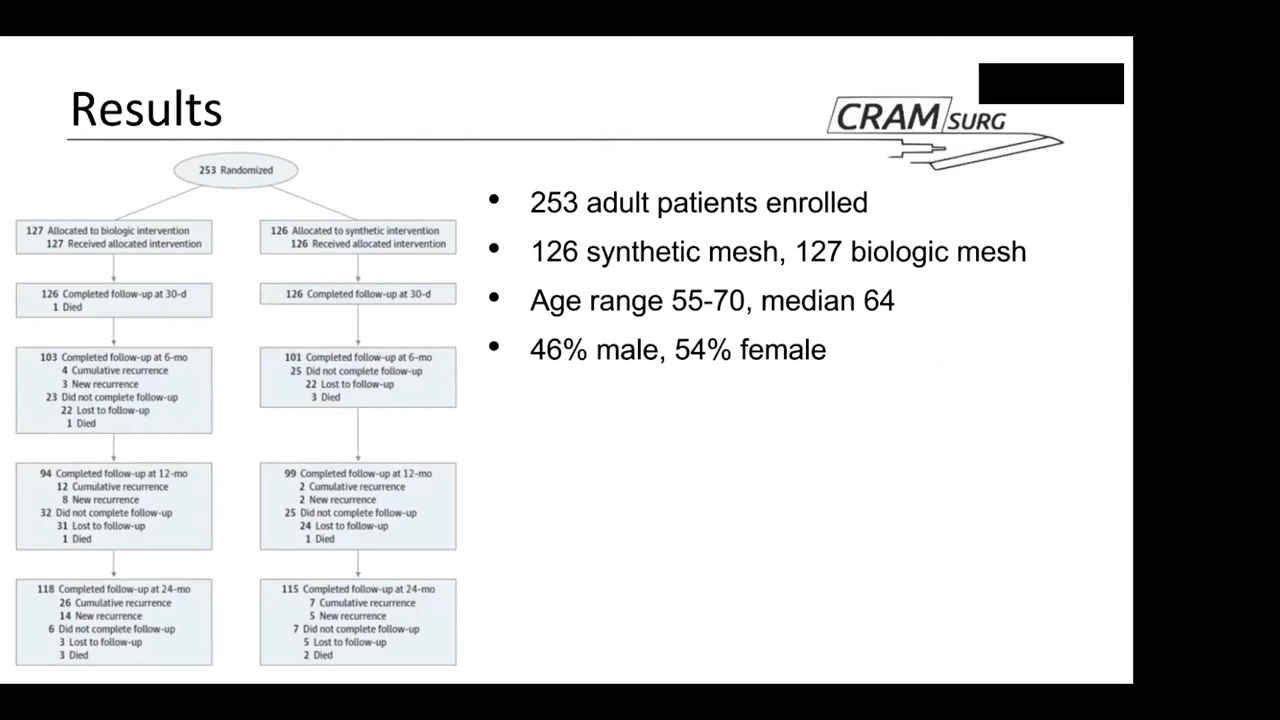 Results
CRAM SURG
253 Randomized
127 Allocated to biologic intervention
127 Received allocated intervention
126 Allocated to synthetic intervention
126 Received allocated intervention
126 Completed follow-up at 30-d
1 Died
126 Completed follow-up at 30-d
103 Completed follow-up at 6-mo
4 Cumulative recurrence
3 New recurrence
23 Did not complete follow-up
22 Lost to follow-up
1 Died
101 Completed follow-up at 6-mo
25 Did not complete follow-up
22 Lost to follow-up
3 Died
94 Completed follow-up at 12-mo
12 Cumulative recurrence
8 New recurrence
32 Did not complete follow-up
31 Lost to follow-up
1 Died
99 Completed follow-up at 12-mo
2 Cumulative recurrence
2 New recurrence
25 Did not complete follow-up
24 Lost to follow-up
1 Died
118 Completed follow-up at 24-mo
26 Cumulative recurrence
14 New recurrence
6 Did not complete follow-up
3 Lost to follow-up
3 Died
115 Completed follow-up at 24-mo
7 Cumulative recurrence
5 New recurrence
7 Did not complete follow-up
5 Lost to follow-up
2 Died
• 253 adult patients enrolled
• 126 synthetic mesh, 127 biologic mesh
• Age range 55-70, median 64
• 46% male, 54% female